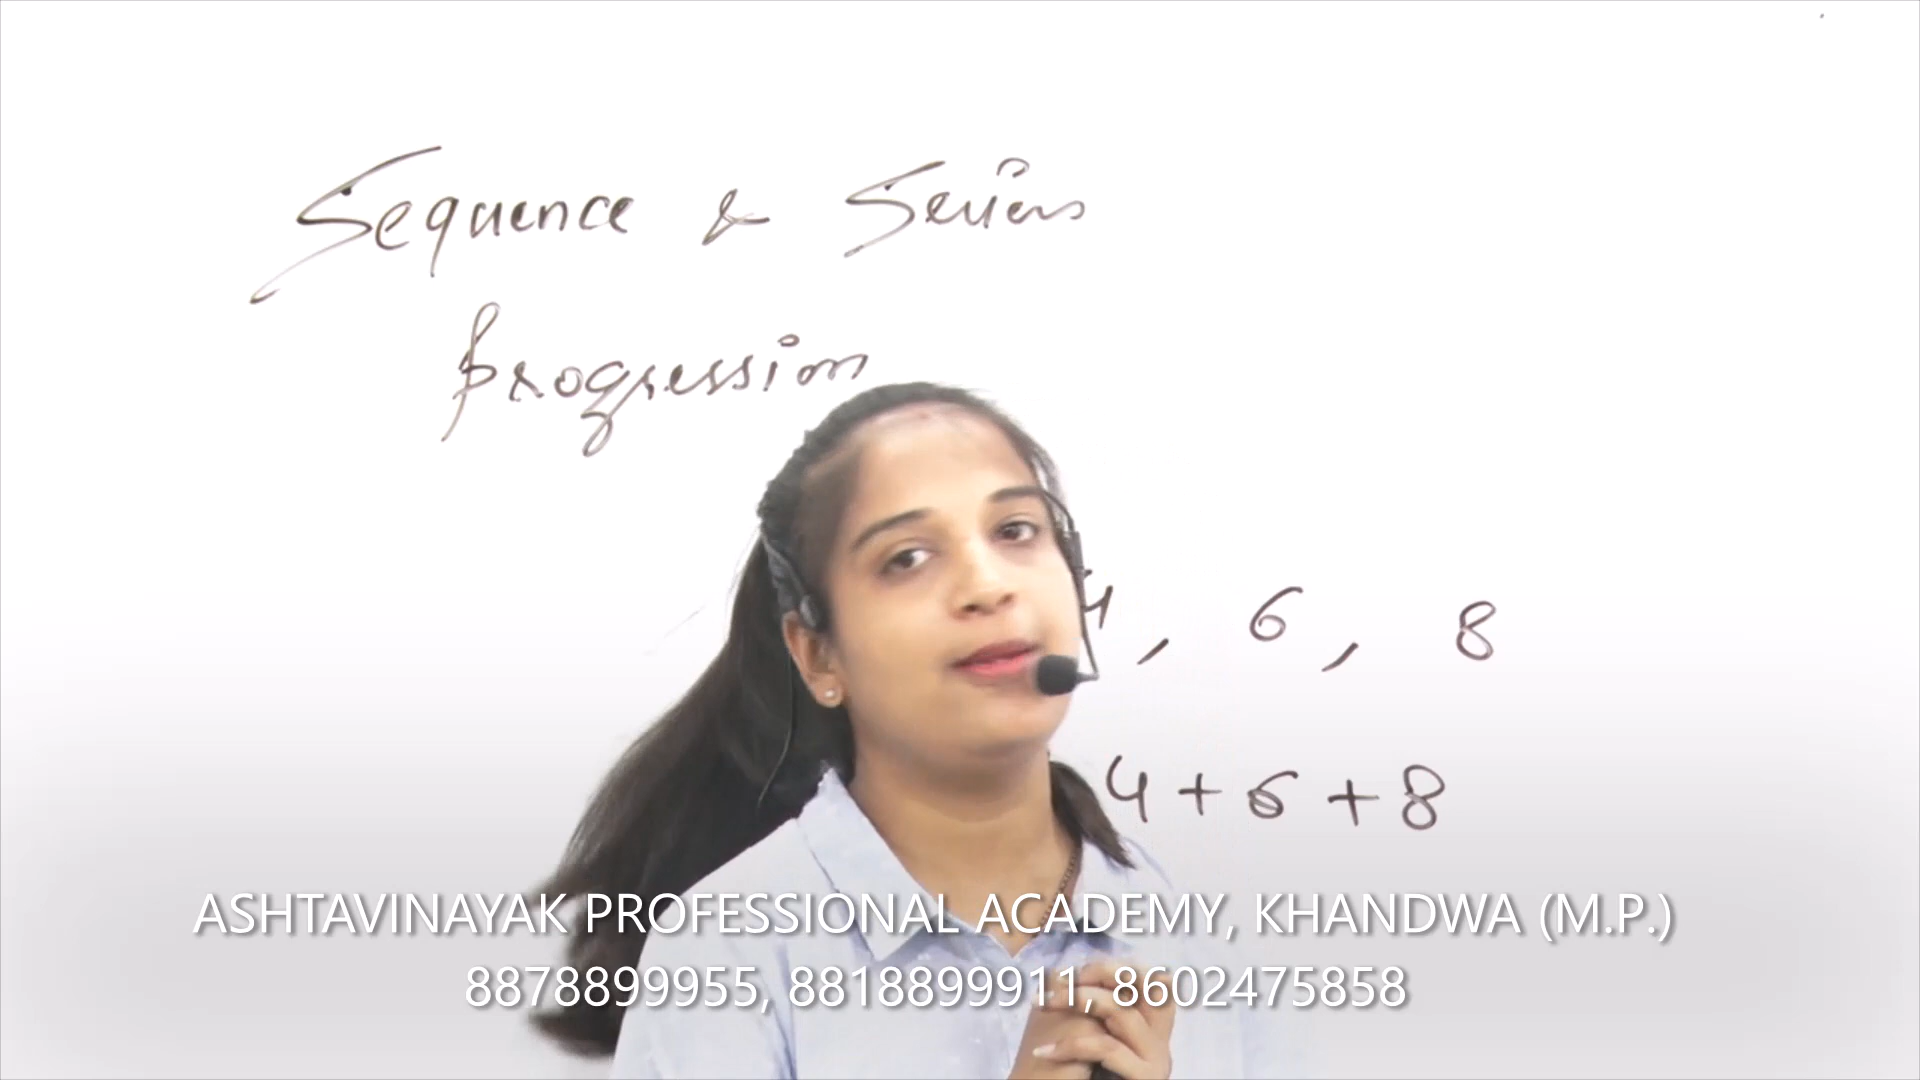 Sequence & Series
Progression
4, 6, 8
4+6+8
ASHTAVINAYAK PROFESSIONAL ACADEMY, KHANDWA (M.P.)
8878899955, 8818899911, 8602475858